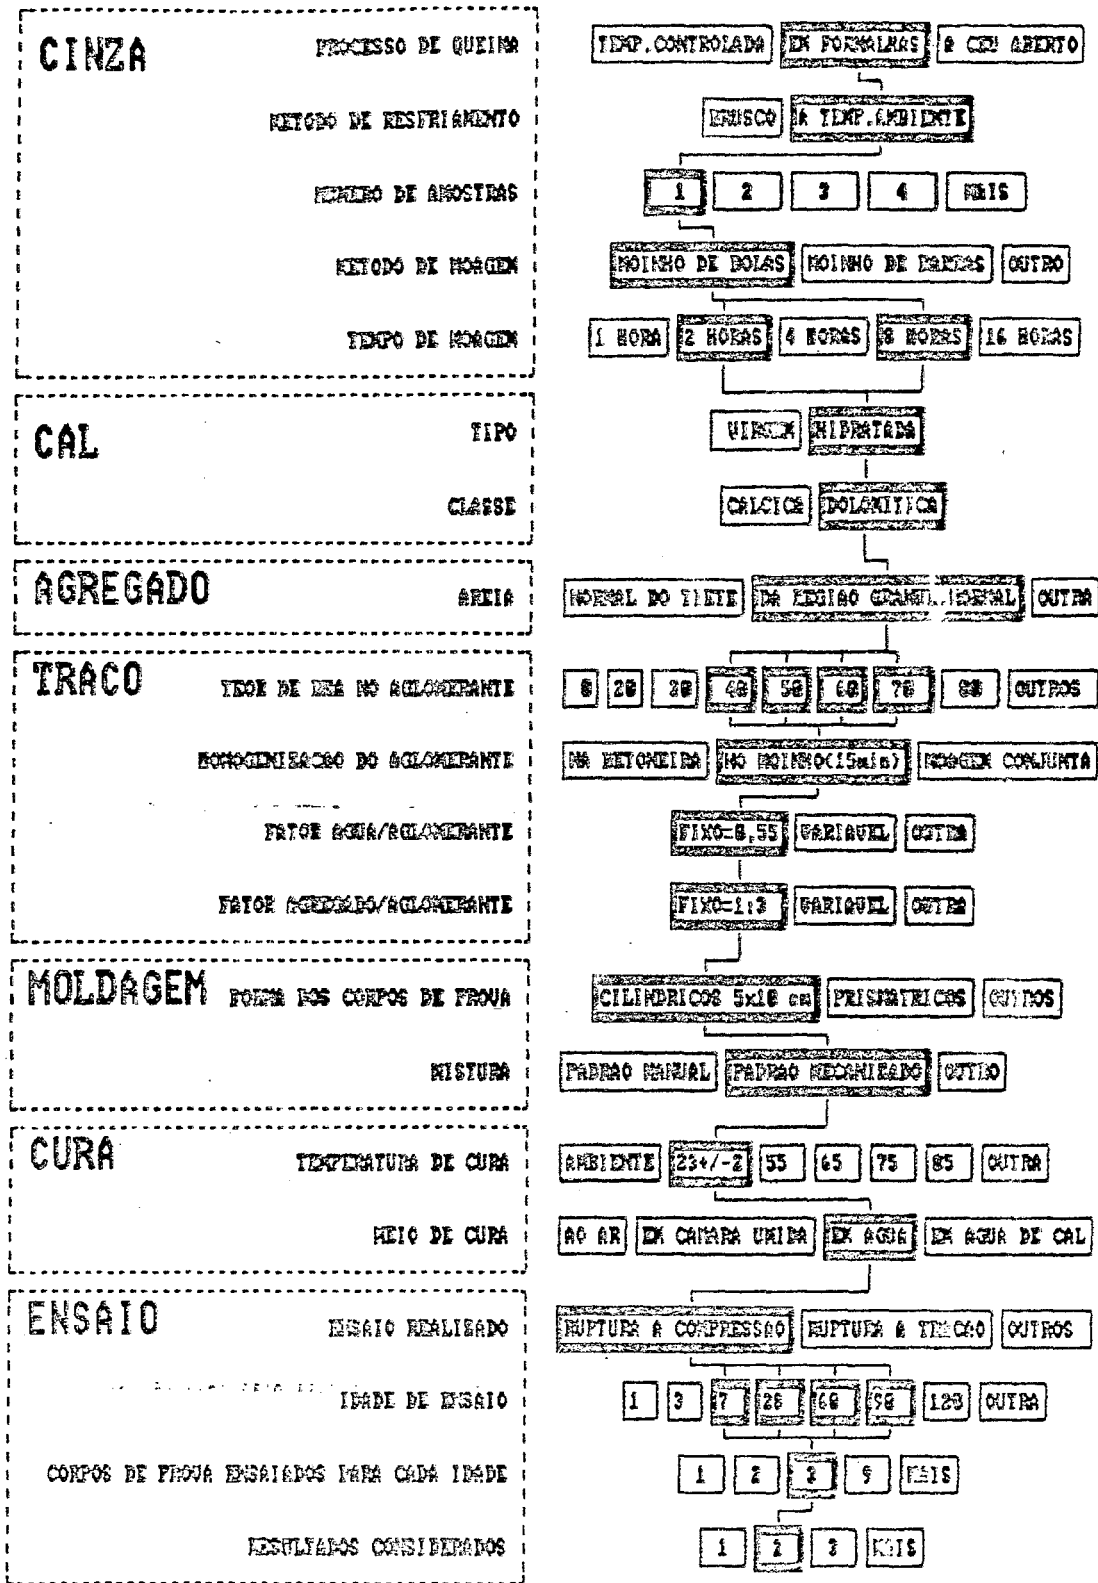 CINZA
PROCESSO DE QUEIMA
TEMP.CONTROLADA EM FORNALHAS A CEU ABERTO
METODO DE RESFRIAMENTO
BRUSCO A TEMP.AMBIENTE
NUMERO DE AMOSTRAS
1 2 3 4 MAIS
METODO DE MOAGEM
MOINHO DE BOLAS MOINHO DE BARRAS OUTRO
TEMPO DE MOAGEM
1 HORA 2 HORAS 4 HORAS 8 HORAS 16 HORAS
CAL
TIPO
VIRGEM HIDRATADA
CLASSE
CALCICA DOLOMITICA
AGREGADO
AREIA
NORMAL DO DA REGIAO OUTRA
TRACO
TEOR DE NO AGLOMERANTE
0 20 30 40 50 60 70 80 OUTROS
HOMOGENIZACAO DO AGLOMERANTE
NA BETONEIRA NO MOINHO(15min) MOAGEM CONJUNTA
FATOR AGUA/AGLOMERANTE
FIXO=0,55 VARIAVEL OUTRA
FATOR AGREGADO/AGLOMERANTE
FIXO=1:3 VARIAVEL OUTRA
MOLDAGEM
FORMA DOS CORPOS DE PROVA
CILINDRICOS 5x10 cm PRISMATRICOS OUTROS
MISTURA
PADRAO MANUAL PADRAO MECANIZADO OUTRO
CURA
TEMPERATURA DE CURA
AMBIENTE 23+/-2 55 65 75 85 OUTRA
MEIO DE CURA
AO AR EM CAMARA UMIDA EM AGUA EM AGUA DE CAL
ENSAIO
ENSAIO REALIZADO
RUPTURA A COMPRESSAO RUPTURA A TRACAO OUTROS
IDADE DE ENSAIO
1 3 7 28 60 90 120 OUTRA
CORPOS DE PROVA ENSAIADOS PARA CADA IDADE
1 2 3 MAIS
RESULTADOS CONSIDERADOS
1 2 3 MAIS